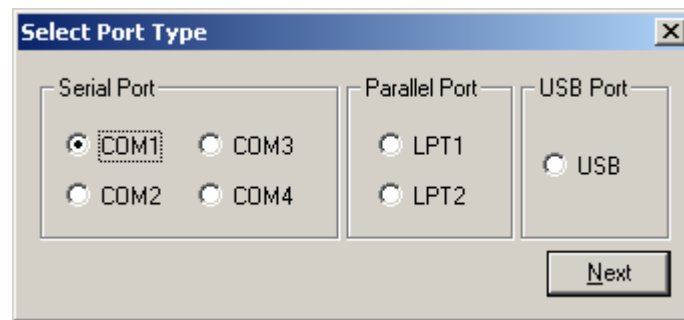 Select Port Type
Serial Port
COM1 COM3
COM2 COM4
Parallel Port
LPT1
LPT2
USB Port
USB
Next